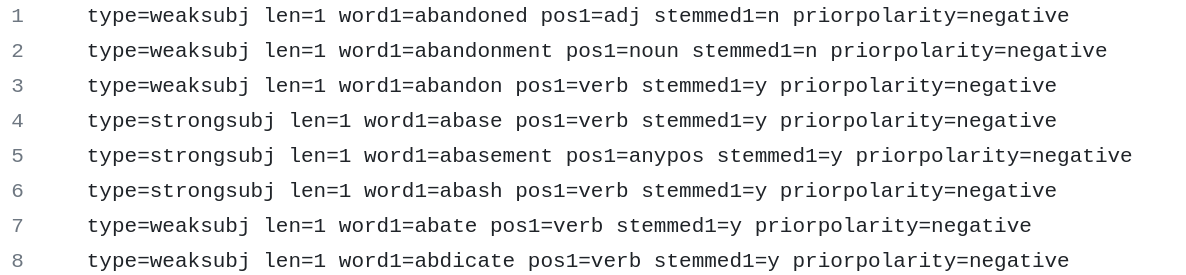 1 type=weaksubj len=1 word1=abandoned pos1=adj stemmed1=n priorpolarity=negative
2 type=weaksubj len=1 word1=abandonment pos1=noun stemmed1=n priorpolarity=negative
3 type=weaksubj len=1 word1=abandon pos1=verb stemmed1=y priorpolarity=negative
4 type=strongsubj len=1 word1=abase pos1=verb stemmed1=y priorpolarity=negative
5 type=strongsubj len=1 word1=abasement pos1=anypos stemmed1=y priorpolarity=negative
6 type=strongsubj len=1 word1=abash pos1=verb stemmed1=y priorpolarity=negative
7 type=weaksubj len=1 word1=abate pos1=verb stemmed1=y priorpolarity=negative
8 type=weaksubj len=1 word1=abdicate pos1=verb stemmed1=y priorpolarity=negative